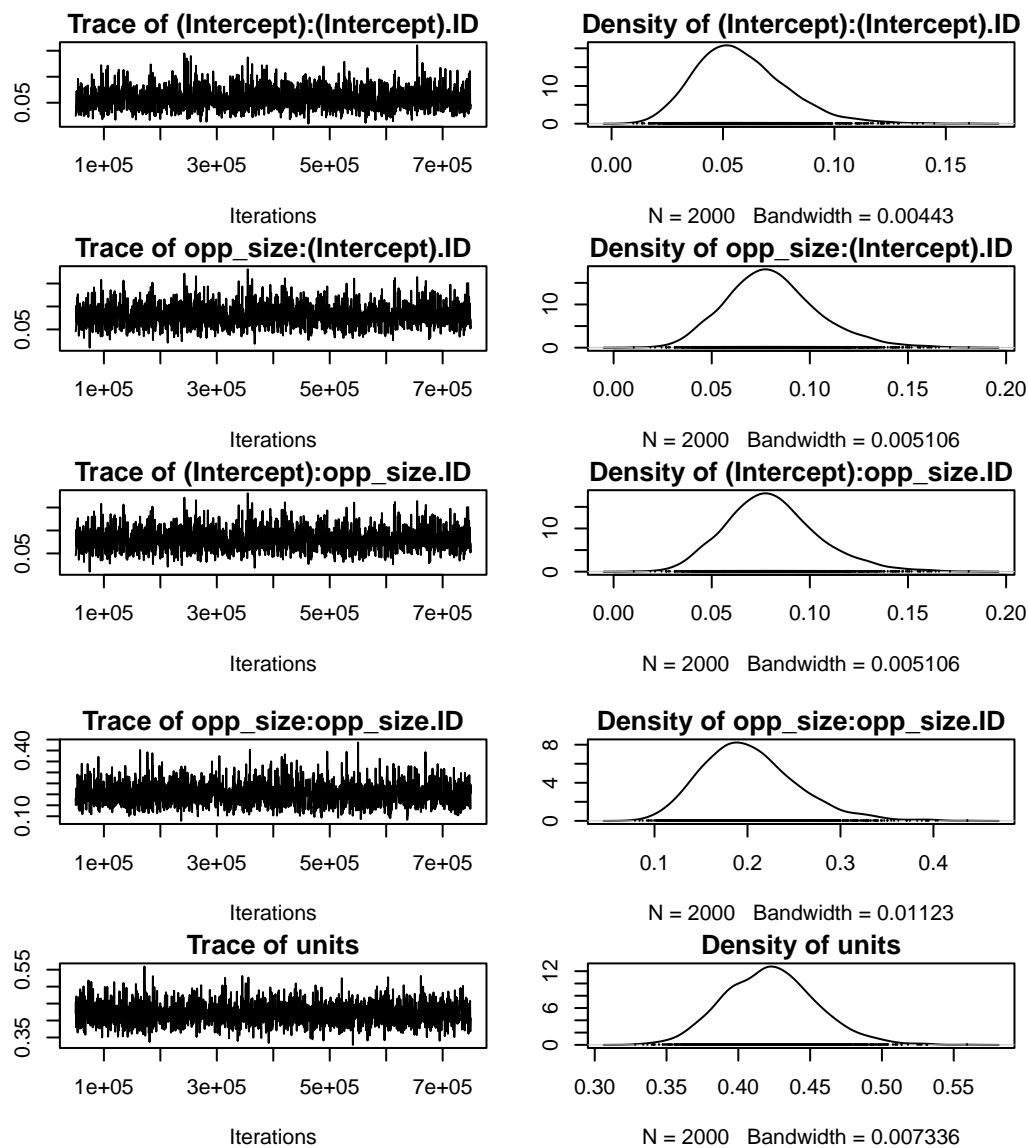 Trace of (Intercept):(Intercept).ID
0.05
1e+05 3e+05 5e+05 7e+05
Iterations
Density of (Intercept):(Intercept).ID
0 10
0.00 0.05 0.10 0.15
N = 2000 Bandwidth = 0.00443
Trace of opp_size:(Intercept).ID
0.05
1e+05 3e+05 5e+05 7e+05
Iterations
Density of opp_size:(Intercept).ID
0 10
0.00 0.05 0.10 0.15 0.20
N = 2000 Bandwidth = 0.005106
Trace of (Intercept):opp_size.ID
0.05
1e+05 3e+05 5e+05 7e+05
Iterations
Density of (Intercept):opp_size.ID
0 10
0.00 0.05 0.10 0.15 0.20
N = 2000 Bandwidth = 0.005106
Trace of opp_size:opp_size.ID
0.10 0.40
1e+05 3e+05 5e+05 7e+05
Iterations
Density of opp_size:opp_size.ID
0 4 8
0.1 0.2 0.3 0.4
N = 2000 Bandwidth = 0.01123
Trace of units
0.35 0.55
1e+05 3e+05 5e+05 7e+05
Iterations
Density of units
0 6 12
0.30 0.35 0.40 0.45 0.50 0.55
N = 2000 Bandwidth = 0.007336